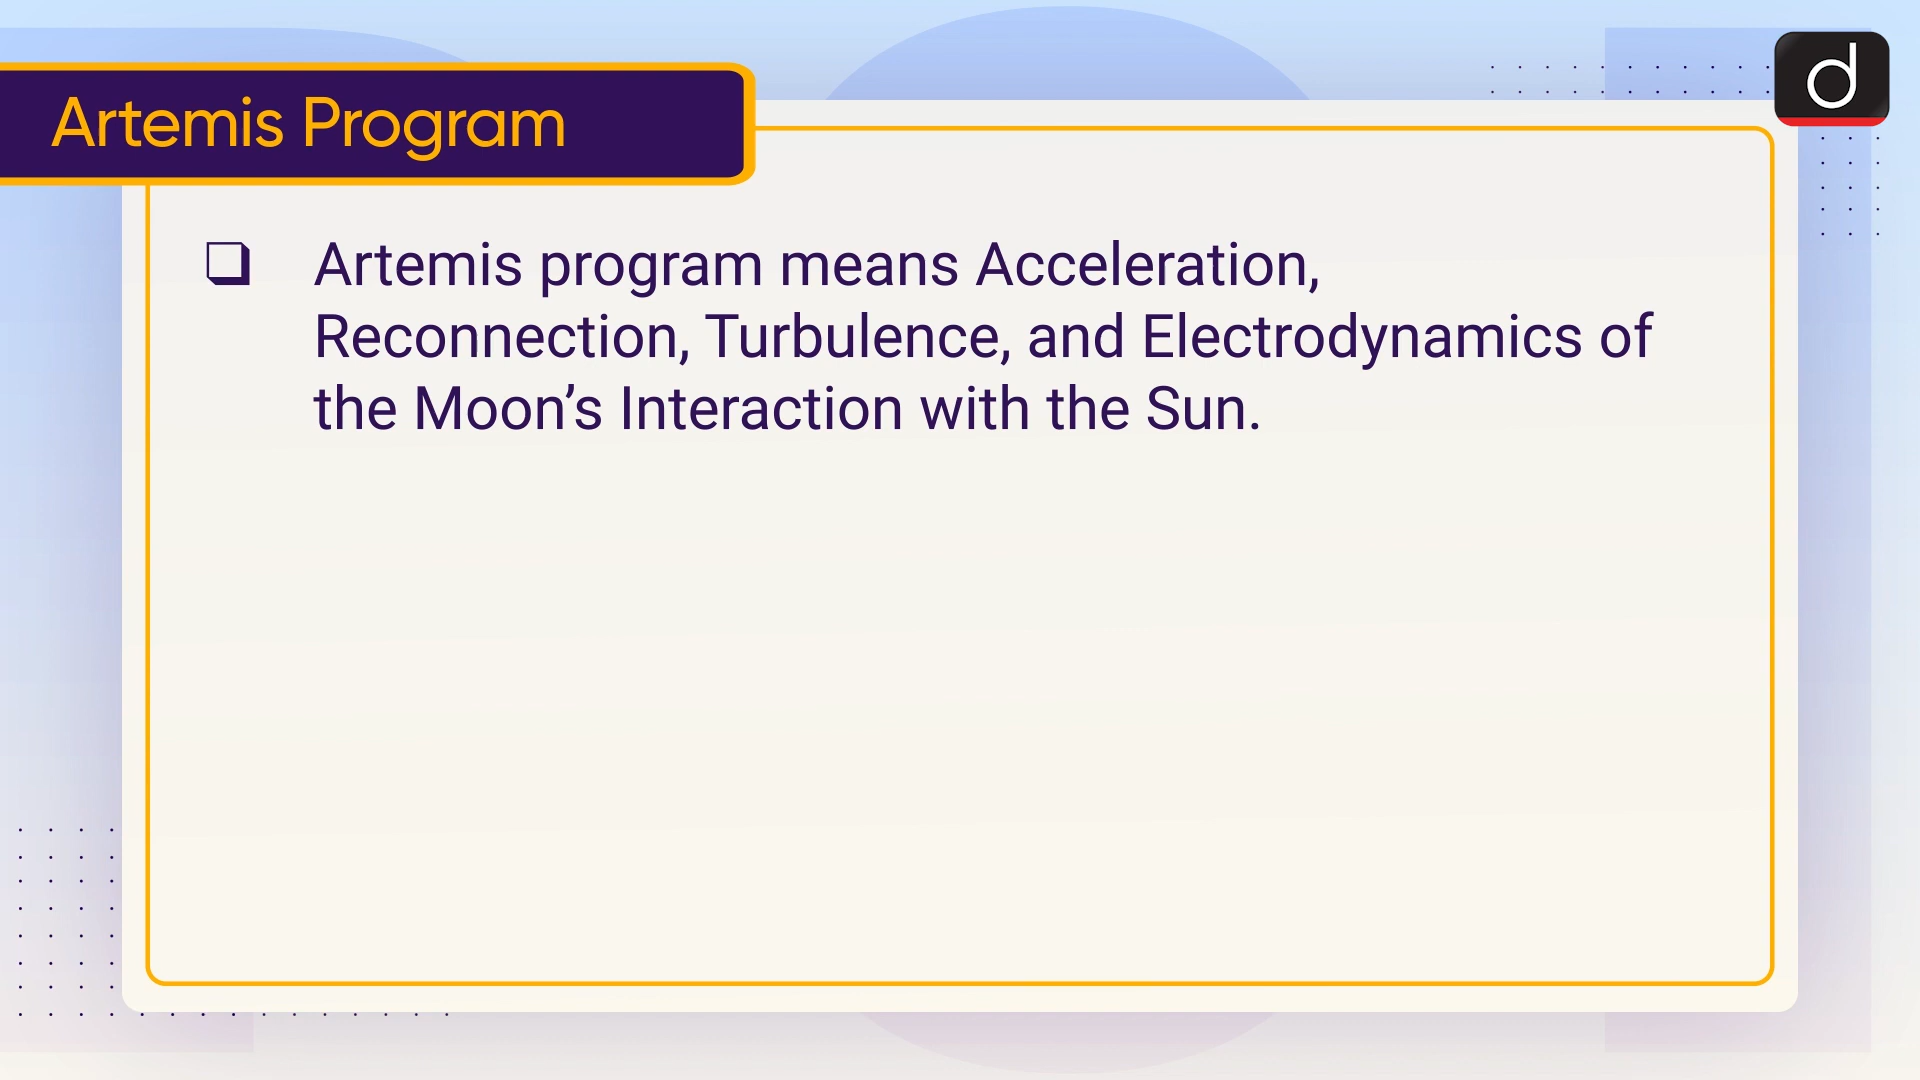 Artemis Program
d
❑ Artemis program means Acceleration,
Reconnection, Turbulence, and Electrodynamics of
the Moon’s Interaction with the Sun.